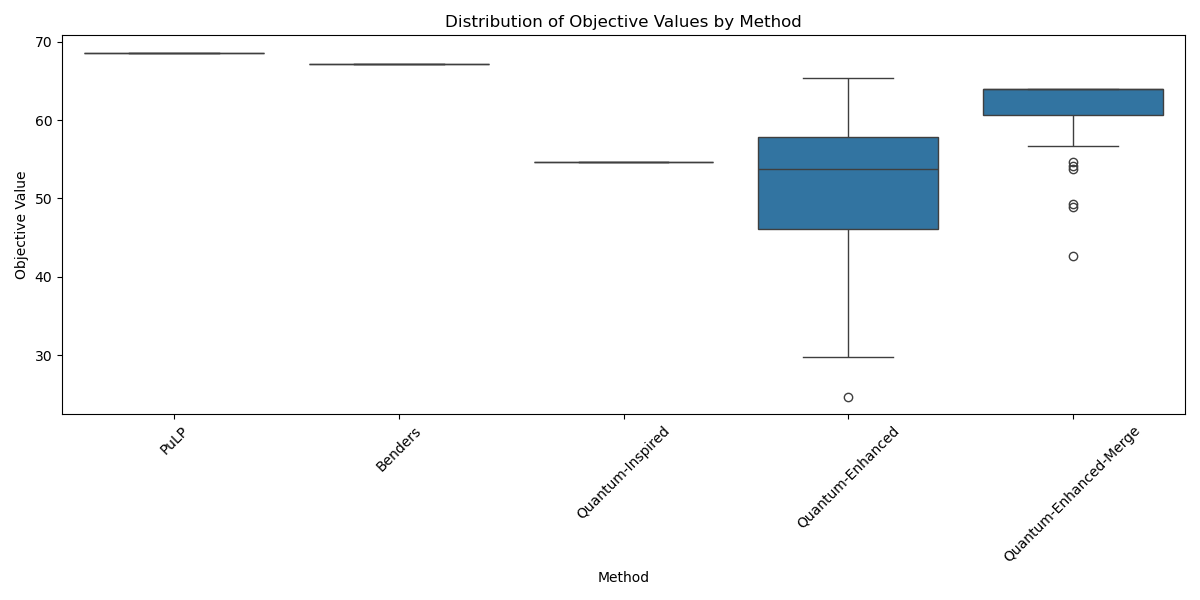 Distribution of Objective Values by Method
Objective Value
70
60
50
40
30
PuLP
Benders
Quantum-Inspired
Quantum-Enhanced
Quantum-Enhanced-Merge
Method